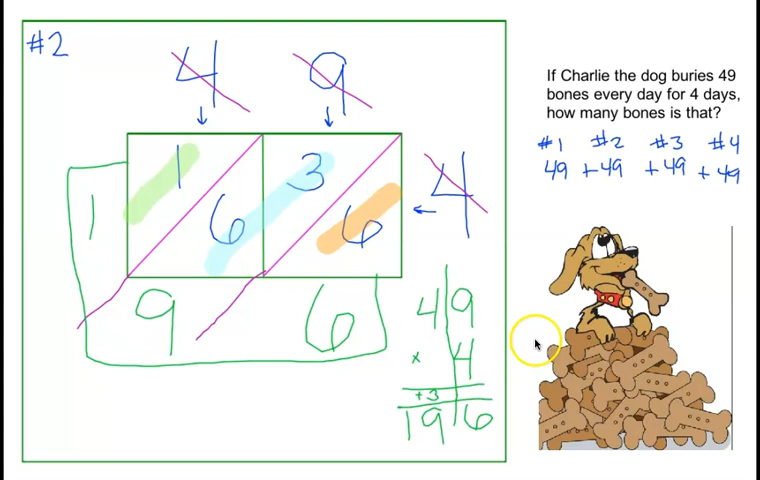 #2
4 9
1 3 4
1 6 6
9 6
49
× 4
+3
196
If Charlie the dog buries 49
bones every day for 4 days,
how many bones is that?
#1 #2 #3 #4
49 +49 +49 +49